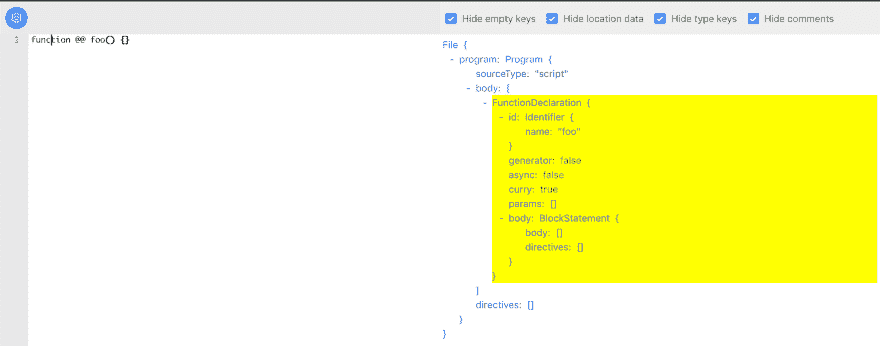 Hide empty keys Hide location data Hide type keys Hide comments
function @@ foo() {}
File {
- program: Program {
sourceType: "script"
- body: {
- FunctionDeclaration {
- id: Identifier {
name: "foo"
}
generator: false
async: false
curry: true
params: []
- body: BlockStatement {
body: []
directives: []
}
}
]
directives: []
}
}